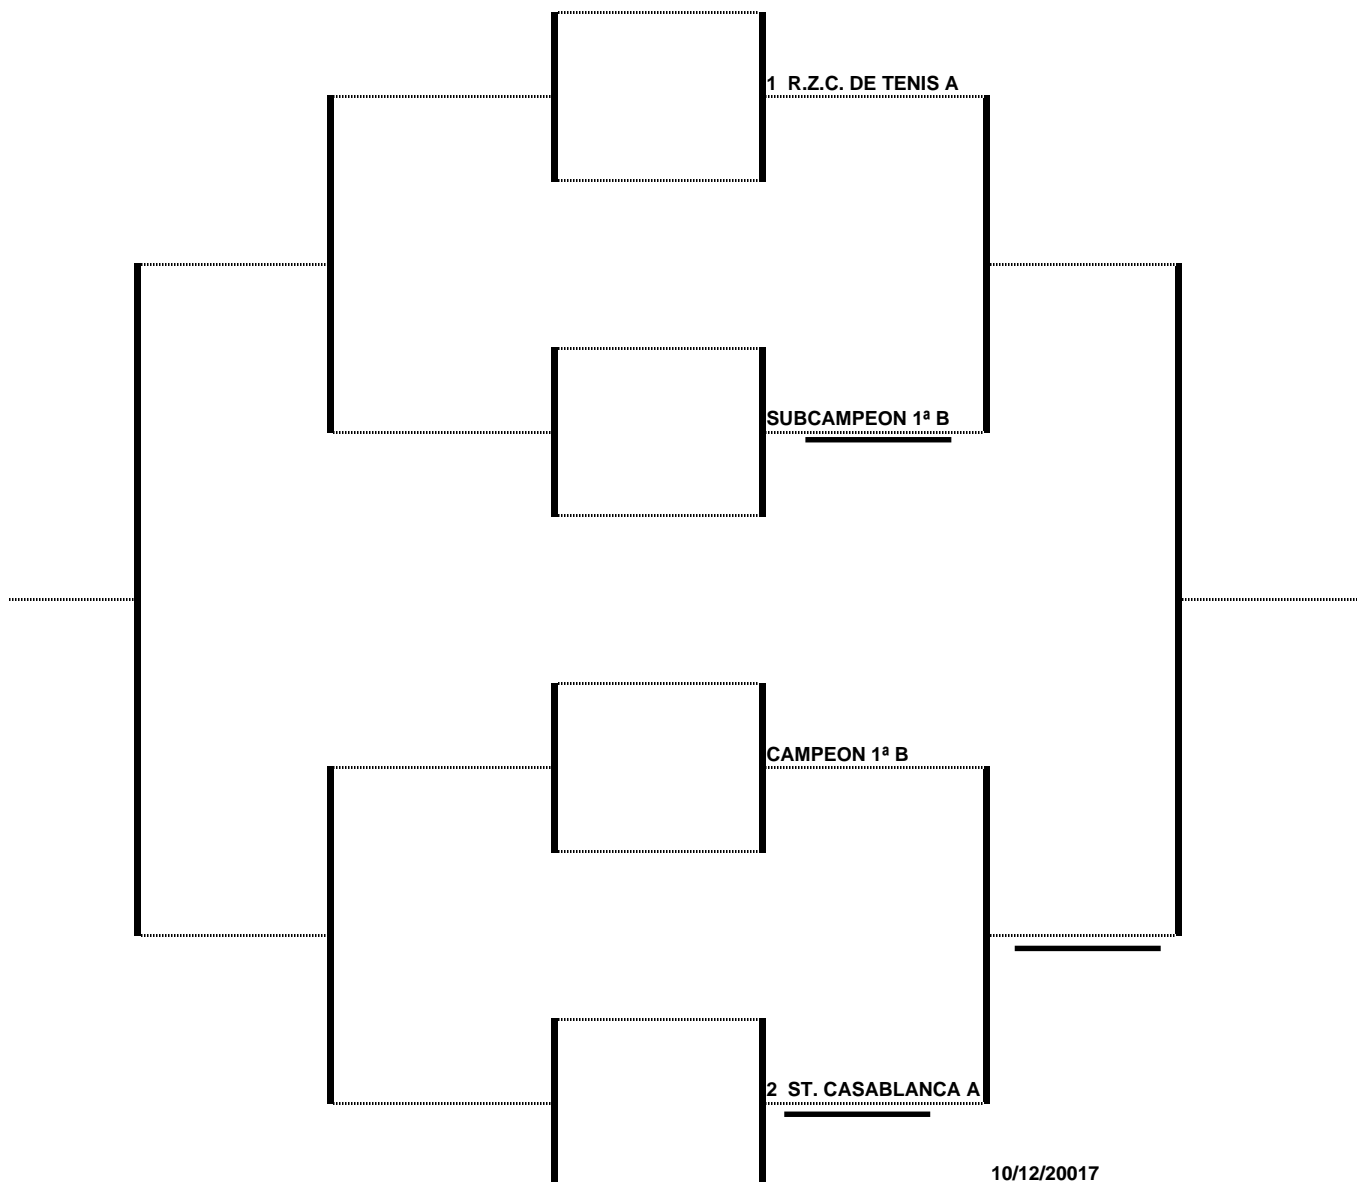 1 R.Z.C. DE TENIS A
SUBCAMPEON 1ª B
CAMPEON 1ª B
2 ST. CASABLANCA A
10/12/20017